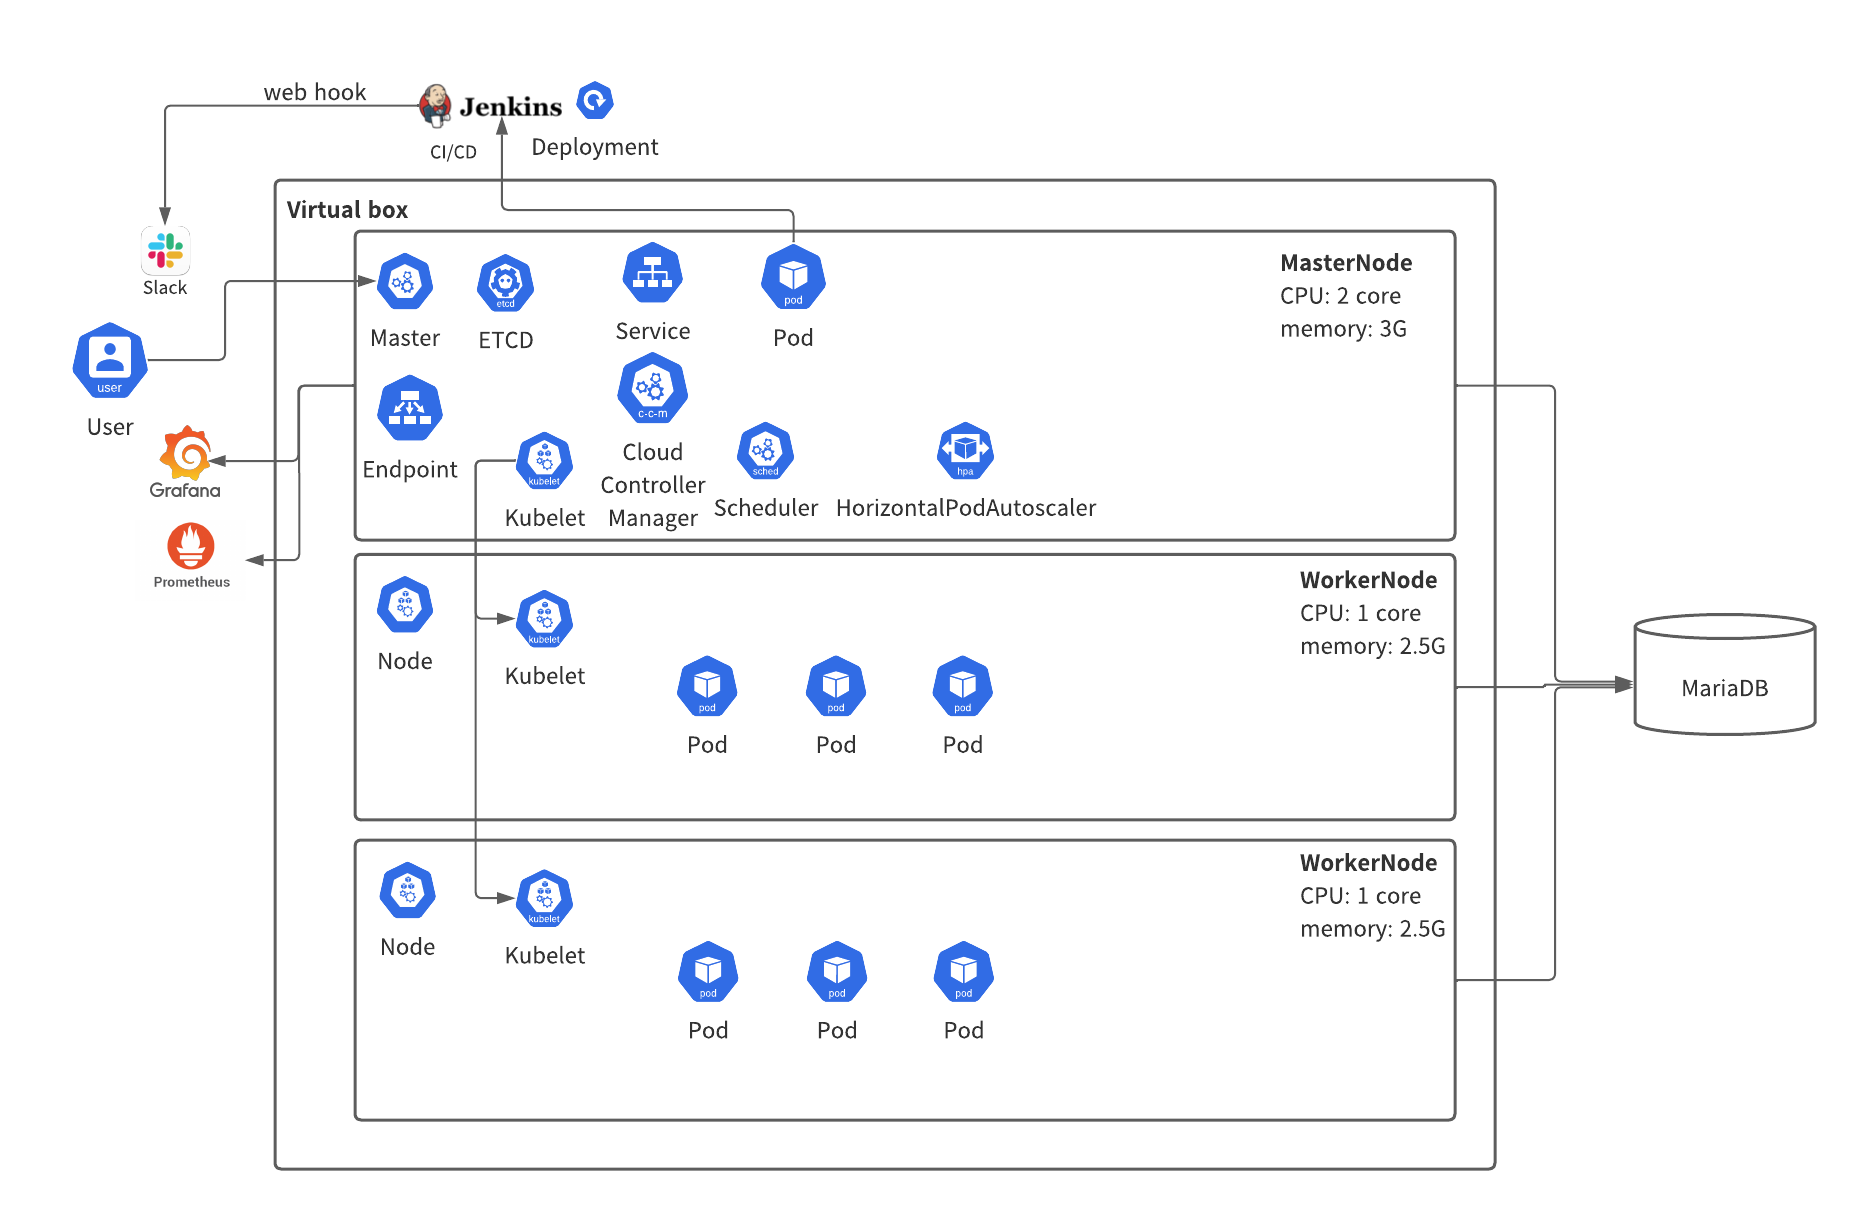 web hook
Jenkins
CI/CD
Deployment
Virtual box
Slack
user
User
Grafana
Prometheus
Master
etcd
ETCD
Service
pod
Pod
MasterNode
CPU: 2 core
memory: 3G
Endpoint
kubelet
Kubelet
c-c-m
Cloud
Controller
Manager
sched
Scheduler
hpa
HorizontalPodAutoscaler
Node
kubelet
Kubelet
pod
Pod
pod
Pod
pod
Pod
WorkerNode
CPU: 1 core
memory: 2.5G
Node
kubelet
Kubelet
pod
Pod
pod
Pod
pod
Pod
WorkerNode
CPU: 1 core
memory: 2.5G
MariaDB